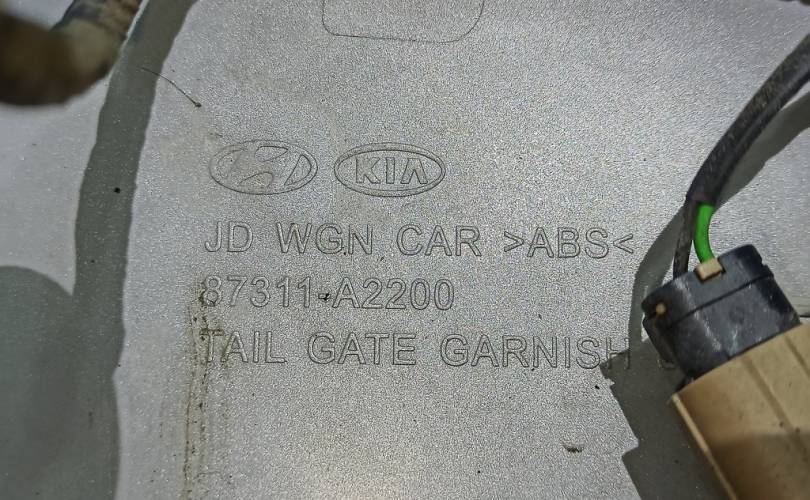 KIA
JD WGN CAR >ABS<
87311-A2200
TAIL GATE GARNISH